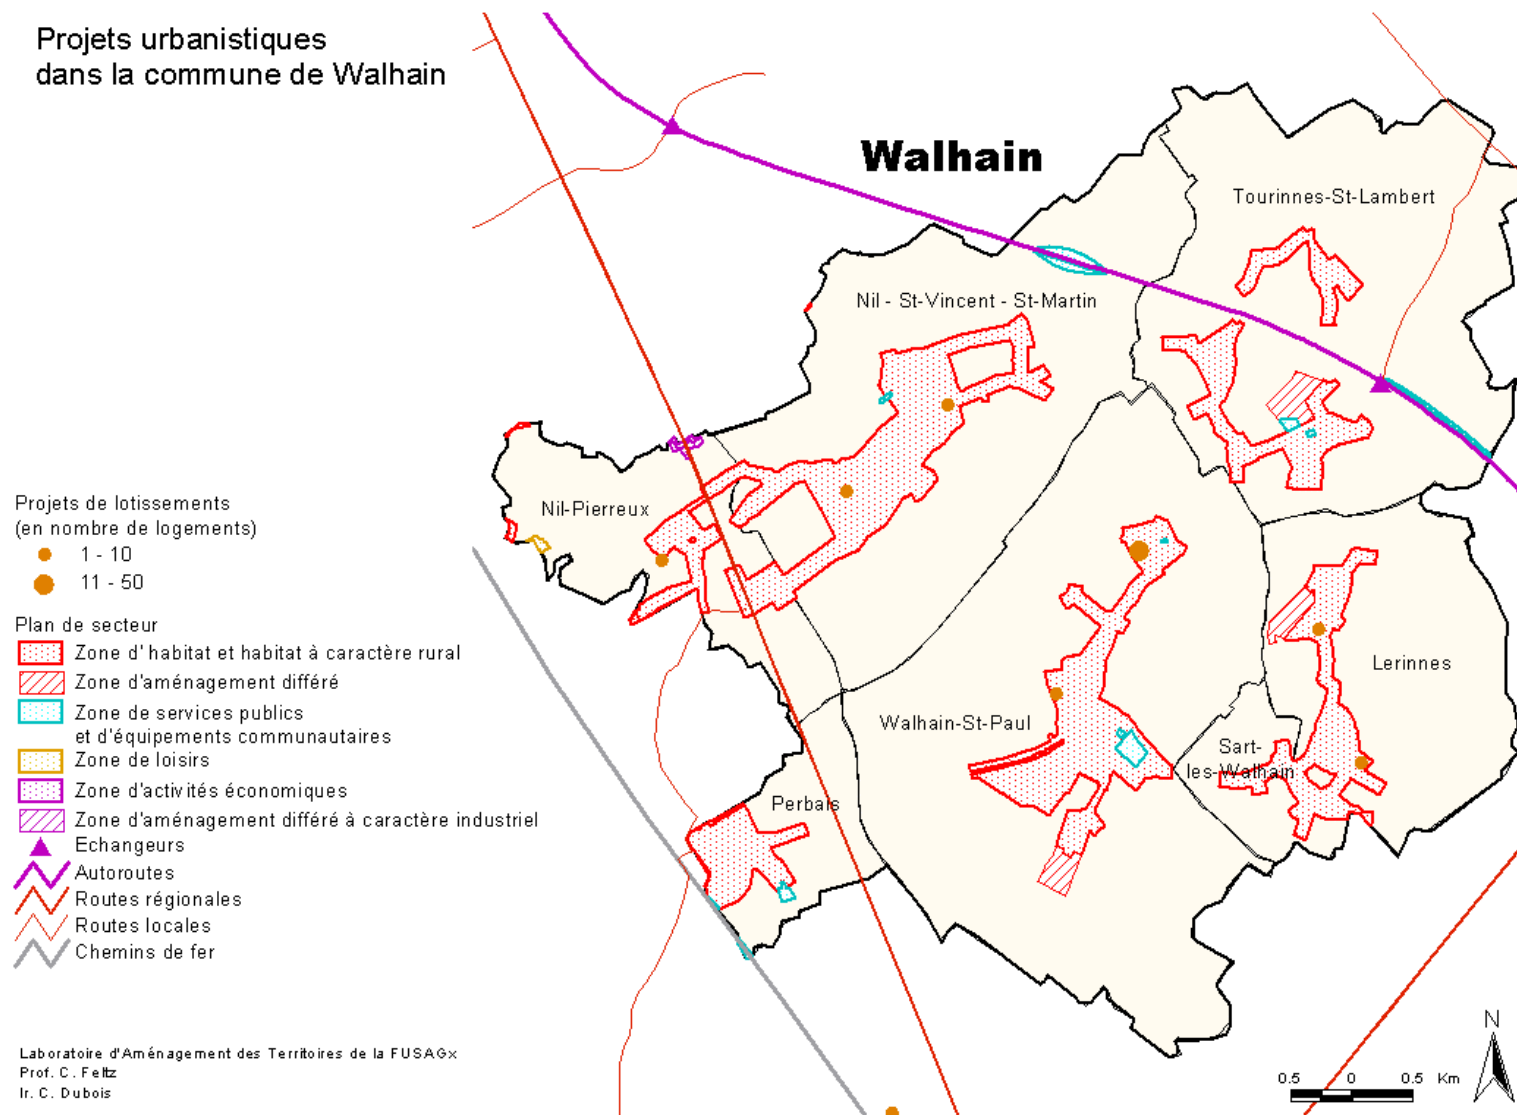 Projets urbanistiques
dans la commune de Walhain
Walhain
Tourinnes-St-Lambert
Nil - St-Vincent - St-Martin
Nil-Pierreux
Lerinnes
Walhain-St-Paul
Sart-
les-Walhain
Perbais
Projets de lotissements
(en nombre de logements)
1 - 10
11 - 50
Plan de secteur
Zone d' habitat et habitat à caractère rural
Zone d'aménagement différé
Zone de services publics
et d'équipements communautaires
Zone de loisirs
Zone d'activités économiques
Zone d'aménagement différé à caractère industriel
Echangeurs
Autoroutes
Routes régionales
Routes locales
Chemins de fer
Laboratoire d'Aménagement des Territoires de la FUSAGx
Prof. C. Feltz
Ir. C. Dubois
N
0.5 0 0.5 Km